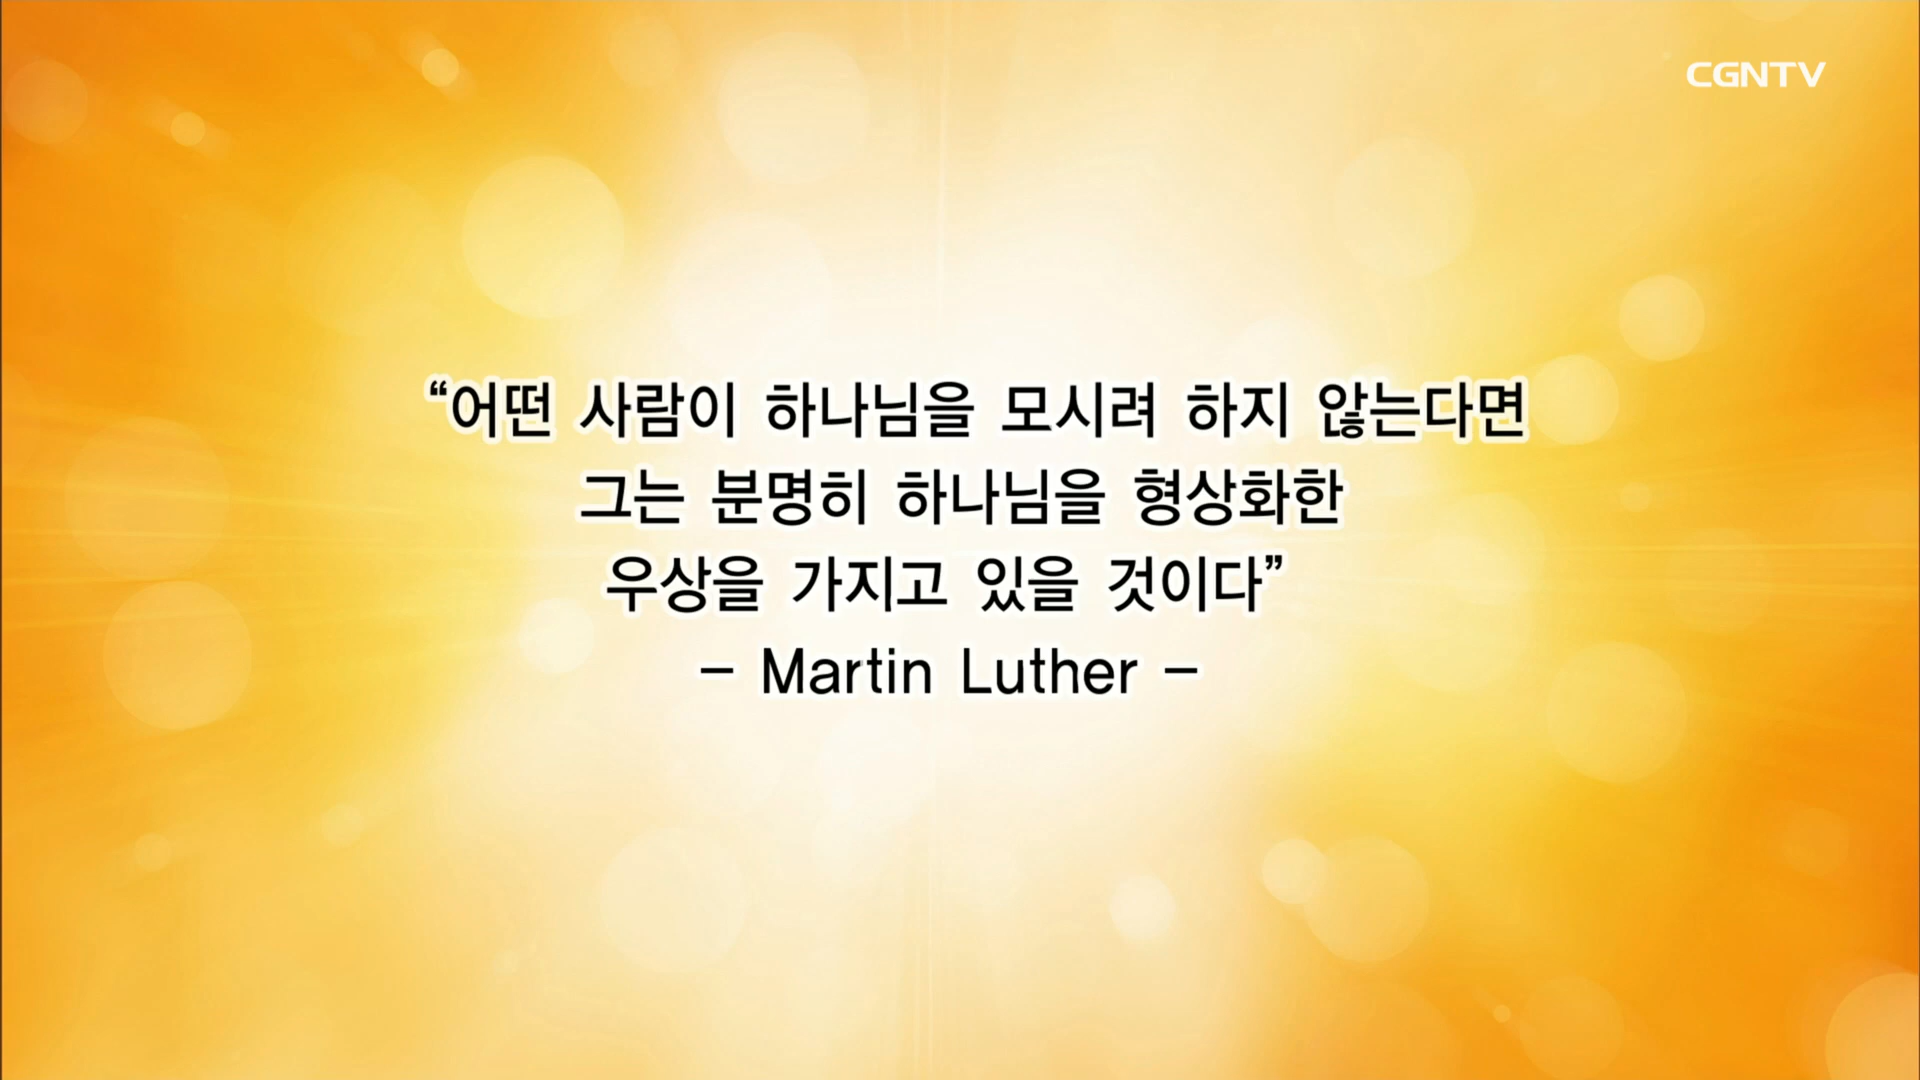 CGNTV
“어떤 사람이 하나님을 모시려 하지 않는다면
그는 분명히 하나님을 형상화한
우상을 가지고 있을 것이다”
– Martin Luther –